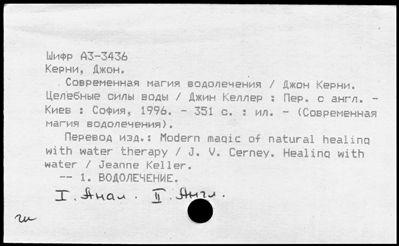 Шифр А3-3436
Керни, Джон.
Современная магия водолечения / Джон Керни.
Целебные силы воды / Джин Келлер : Пер. с англ. -
Киев : София, 1996. - 351 с. : ил. - (Современная
магия водолечения).
Перевод изд.: Modern magic of natural healing
with water therapy / J. V. Cerney. Healing with
water / Jeanne Keller.
-- 1. ВОДОЛЕЧЕНИЕ.
I. Анал. II. Англ.